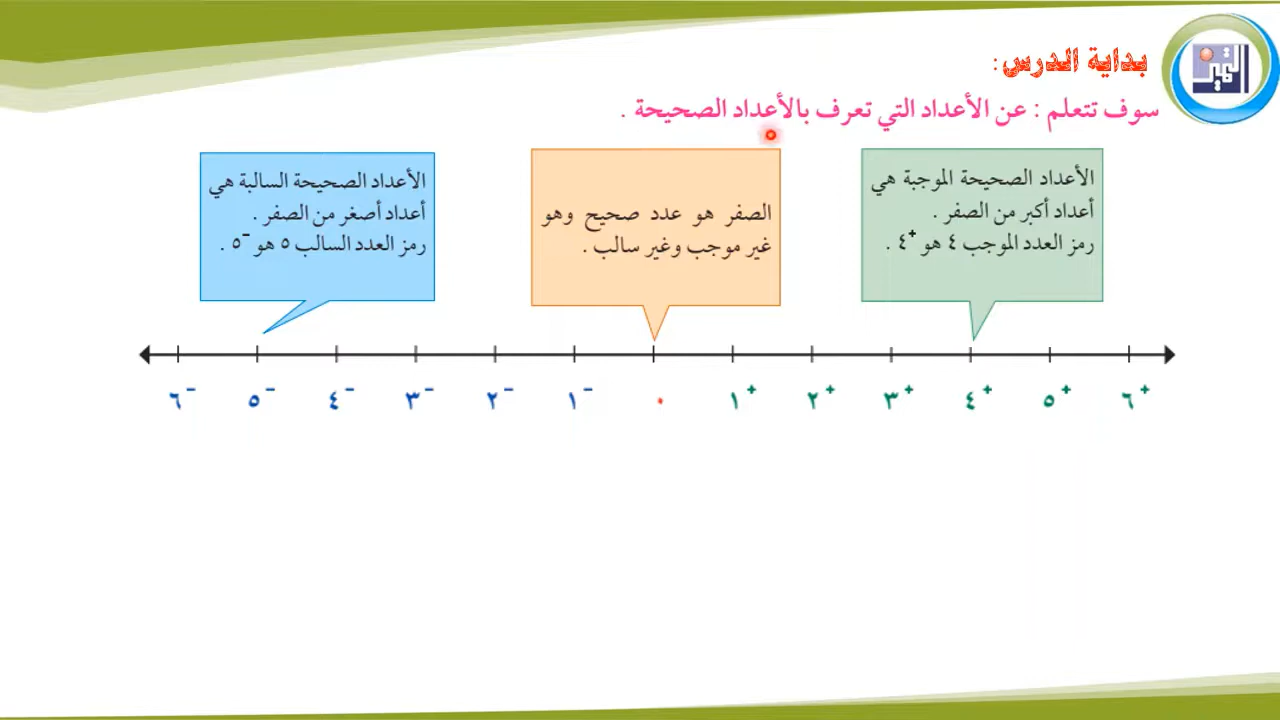 التميز
بداية الدرس:
سوف تتعلم : عن الأعداد التي تعرف بالأعداد الصحيحة .
الأعداد الصحيحة الموجبة هي
أعداد أكبر من الصفر .
رمز العدد الموجب ٤ هو ٤⁺ .
الصفر هو عدد صحيح وهو
غير موجب وغير سالب .
الأعداد الصحيحة السالبة هي
أعداد أصغر من الصفر .
رمز العدد السالب ٥ هو ٥⁻ .
٦⁻ ٥⁻ ٤⁻ ٣⁻ ٢⁻ ١⁻ ٠ ١⁺ ٢⁺ ٣⁺ ٤⁺ ٥⁺ ٦⁺